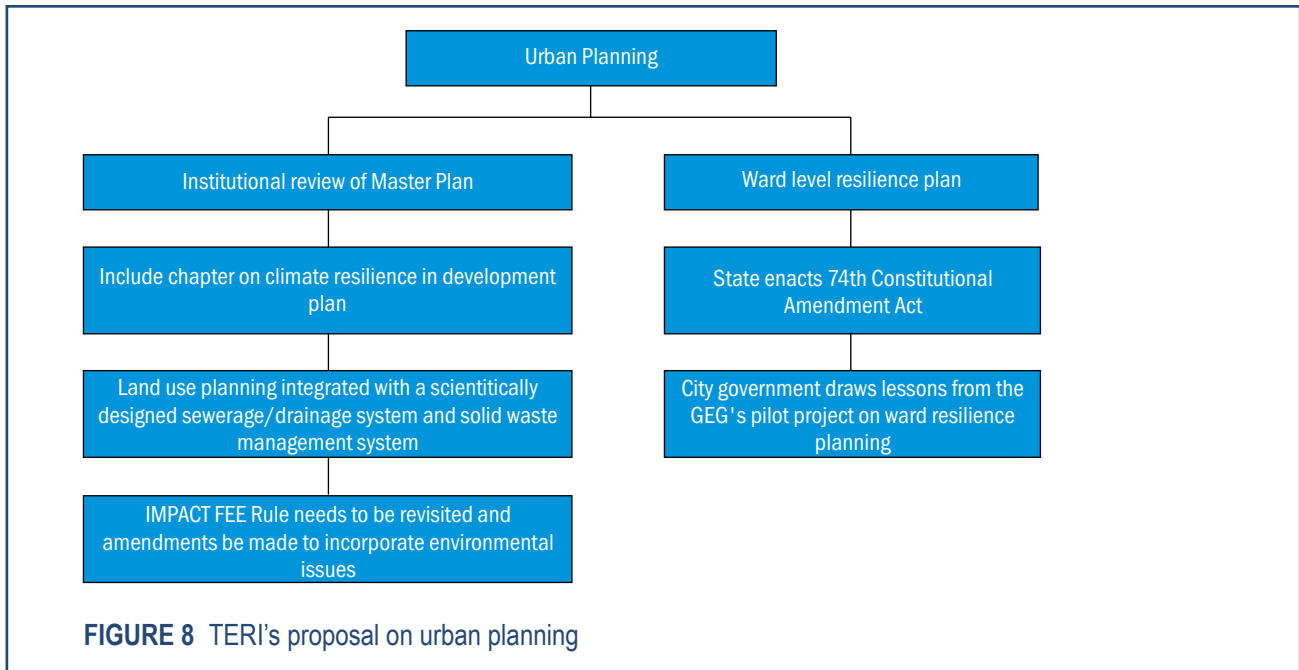 Urban Planning
Institutional review of Master Plan
Ward level resilience plan
Include chapter on climate resilience in development
plan
State enacts 74th Constitutional
Amendment Act
Land use planning integrated with a scientitically
designed sewerage/drainage system and solid waste
management system
City government draws lessons from the
GEG's pilot project on ward resilience
planning
IMPACT FEE Rule needs to be revisited and
amendments be made to incorporate environmental
issues
FIGURE 8 TERI’s proposal on urban planning